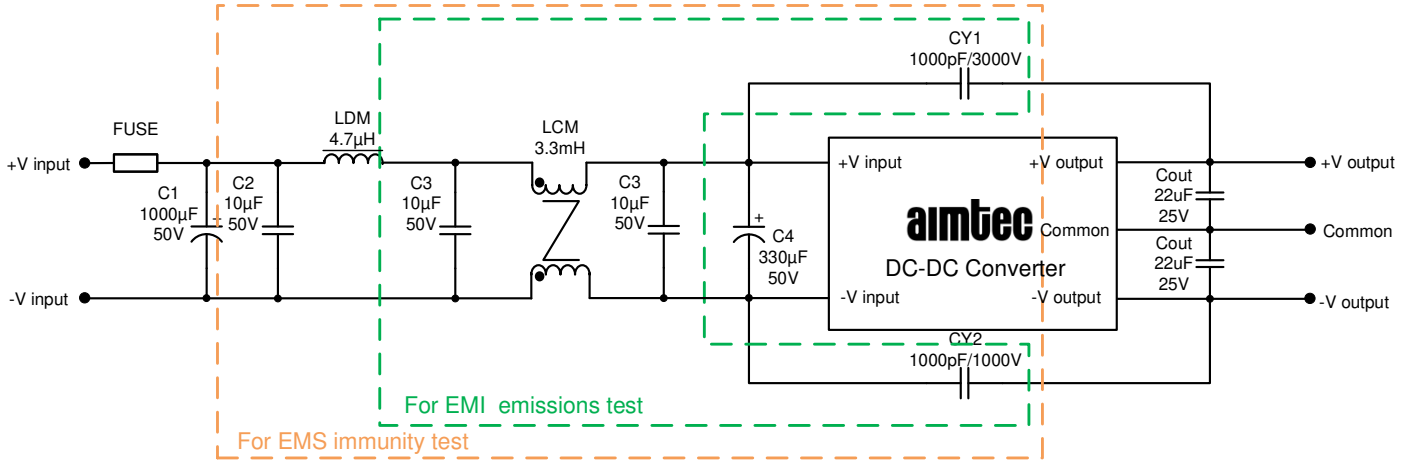 CY1
1000pF/3000V
FUSE
LDM
4.7µH
LCM
3.3mH
+V input
C1
1000µF
50V
+
C2
10µF
50V
C3
10µF
50V
C3
10µF
50V
+
C4
330µF
50V
+V input
+V output
aimtec
Common
DC-DC Converter
-V input
-V output
Cout
22uF
25V
Cout
22uF
25V
+V output
Common
-V output
-V input
CY2
1000pF/1000V
For EMI emissions test
For EMS immunity test